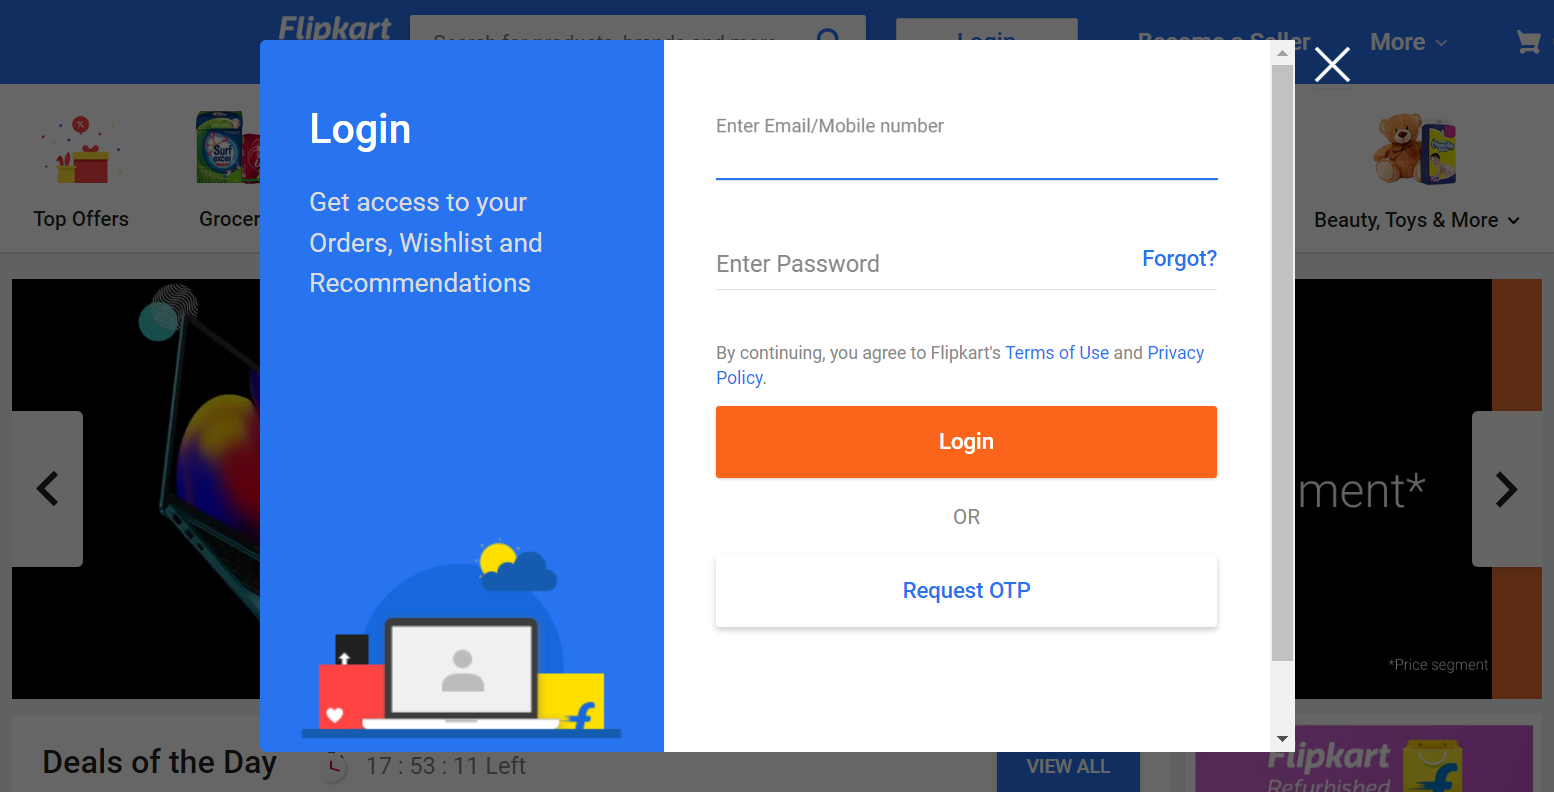 Flipkart
Search for products, brands and more
Login
Become a Seller
More
Top Offers
Surf
excel
Beauty, Toys & More
Login
Get access to your
Orders, Wishlist and
Recommendations
Enter Email/Mobile number
Enter Password
Forgot?
By continuing, you agree to Flipkart's Terms of Use and Privacy
Policy.
Login
OR
Request OTP
ment*
*Price segment
Deals of the Day
17 : 53 : 11 Left
VIEW ALL
Flipkart
Refurbished